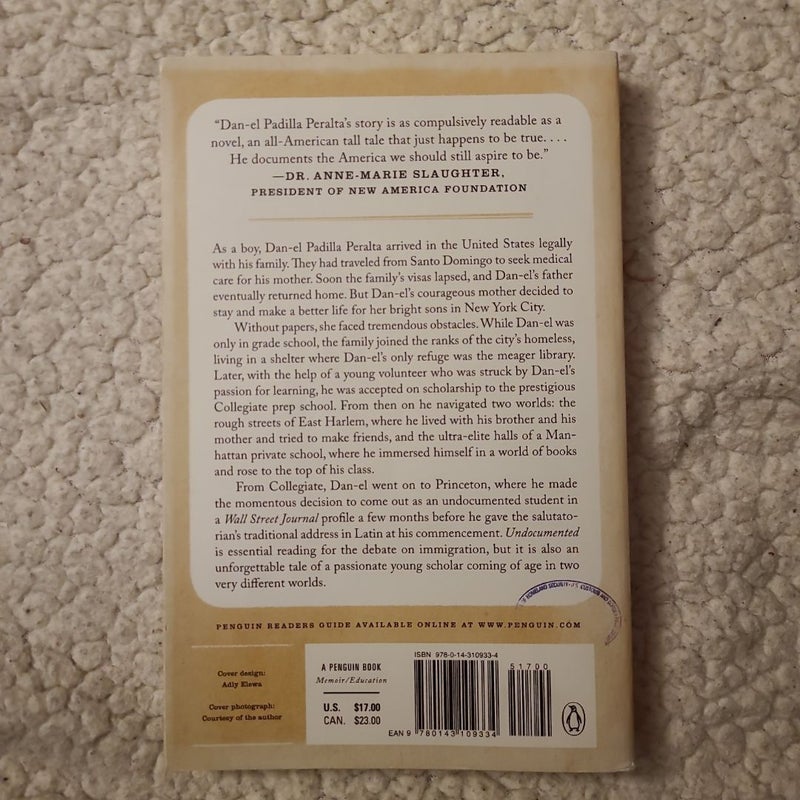 “Dan-el Padilla Peralta’s story is as compulsively readable as a
novel, an all-American tall tale that just happens to be true. . . .
He documents the America we should still aspire to be.”
—DR. ANNE-MARIE SLAUGHTER,
PRESIDENT OF NEW AMERICA FOUNDATION
As a boy, Dan-el Padilla Peralta arrived in the United States legally
with his family. They had traveled from Santo Domingo to seek medical
care for his mother. Soon the family’s visas lapsed, and Dan-el’s father
eventually returned home. But Dan-el’s courageous mother decided to
stay and make a better life for her bright sons in New York City.
Without papers, she faced tremendous obstacles. While Dan-el was
only in grade school, the family joined the ranks of the city’s homeless,
living in a shelter where Dan-el’s only refuge was the meager library.
Later, with the help of a young volunteer who was struck by Dan-el’s
passion for learning, he was accepted on scholarship to the prestigious
Collegiate prep school. From then on he navigated two worlds: the
rough streets of East Harlem, where he lived with his brother and his
mother and tried to make friends, and the ultra-elite halls of a Man-
hattan private school, where he immersed himself in a world of books
and rose to the top of his class.
From Collegiate, Dan-el went on to Princeton, where he made
the momentous decision to come out as an undocumented student in
a Wall Street Journal profile a few months before he gave the salutato-
rian’s traditional address in Latin at his commencement. Undocumented
is essential reading for the debate on immigration, but it is also an
unforgettable tale of a passionate young scholar coming of age in two
very different worlds.
HOMELAND SECURITY • U.S. CUSTOMS AND
PENGUIN READERS GUIDE AVAILABLE ONLINE AT WWW.PENGUIN.COM
Cover design:
Adly Elewa
Cover photograph:
Courtesy of the author
A PENGUIN BOOK
Memoir/Education
U.S. $17.00
CAN. $23.00
ISBN 978-0-14-310933-4
51700
EAN 9 780143 109334